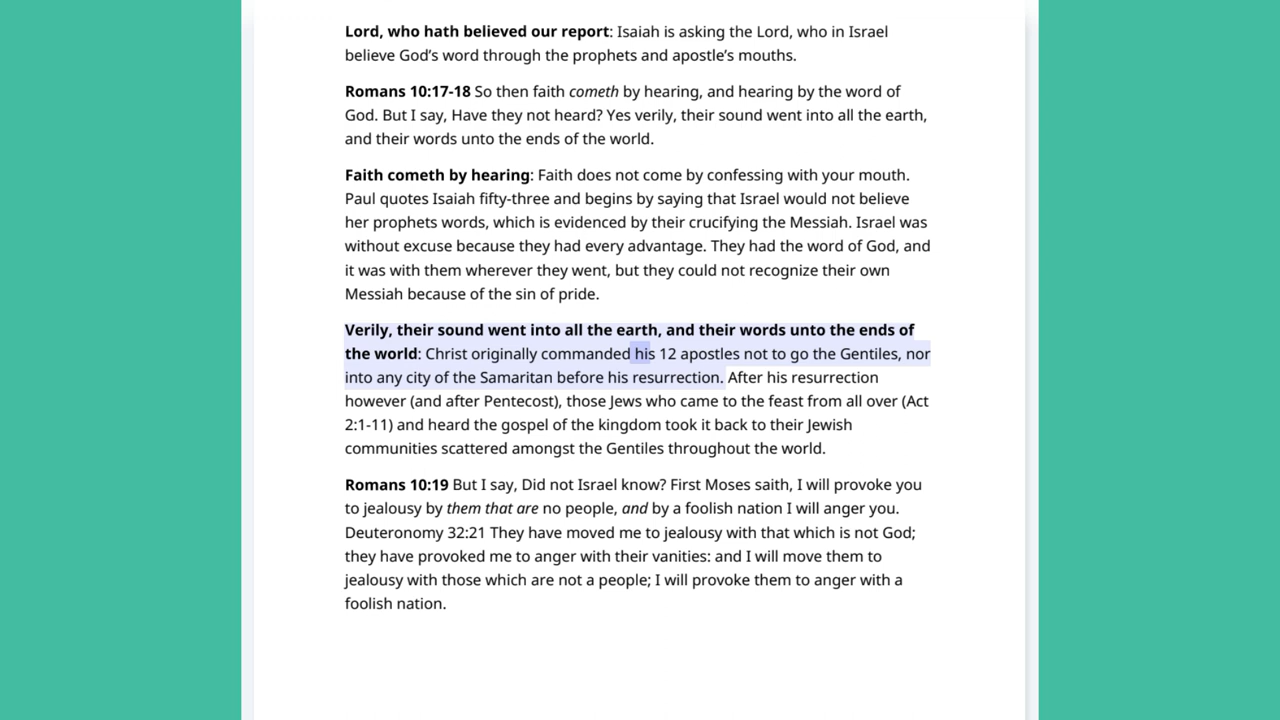 Lord, who hath believed our report: Isaiah is asking the Lord, who in Israel
believe God’s word through the prophets and apostle’s mouths.
Romans 10:17-18 So then faith cometh by hearing, and hearing by the word of
God. But I say, Have they not heard? Yes verily, their sound went into all the earth,
and their words unto the ends of the world.
Faith cometh by hearing: Faith does not come by confessing with your mouth.
Paul quotes Isaiah fifty-three and begins by saying that Israel would not believe
her prophets words, which is evidenced by their crucifying the Messiah. Israel was
without excuse because they had every advantage. They had the word of God, and
it was with them wherever they went, but they could not recognize their own
Messiah because of the sin of pride.
Verily, their sound went into all the earth, and their words unto the ends of
the world: Christ originally commanded his 12 apostles not to go the Gentiles, nor
into any city of the Samaritan before his resurrection. After his resurrection
however (and after Pentecost), those Jews who came to the feast from all over (Act
2:1-11) and heard the gospel of the kingdom took it back to their Jewish
communities scattered amongst the Gentiles throughout the world.
Romans 10:19 But I say, Did not Israel know? First Moses saith, I will provoke you
to jealousy by them that are no people, and by a foolish nation I will anger you.
Deuteronomy 32:21 They have moved me to jealousy with that which is not God;
they have provoked me to anger with their vanities: and I will move them to
jealousy with those which are not a people; I will provoke them to anger with a
foolish nation.